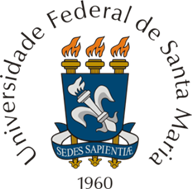 Universidade Federal de Santa Maria
SEDES SAPIENTIÆ
1960